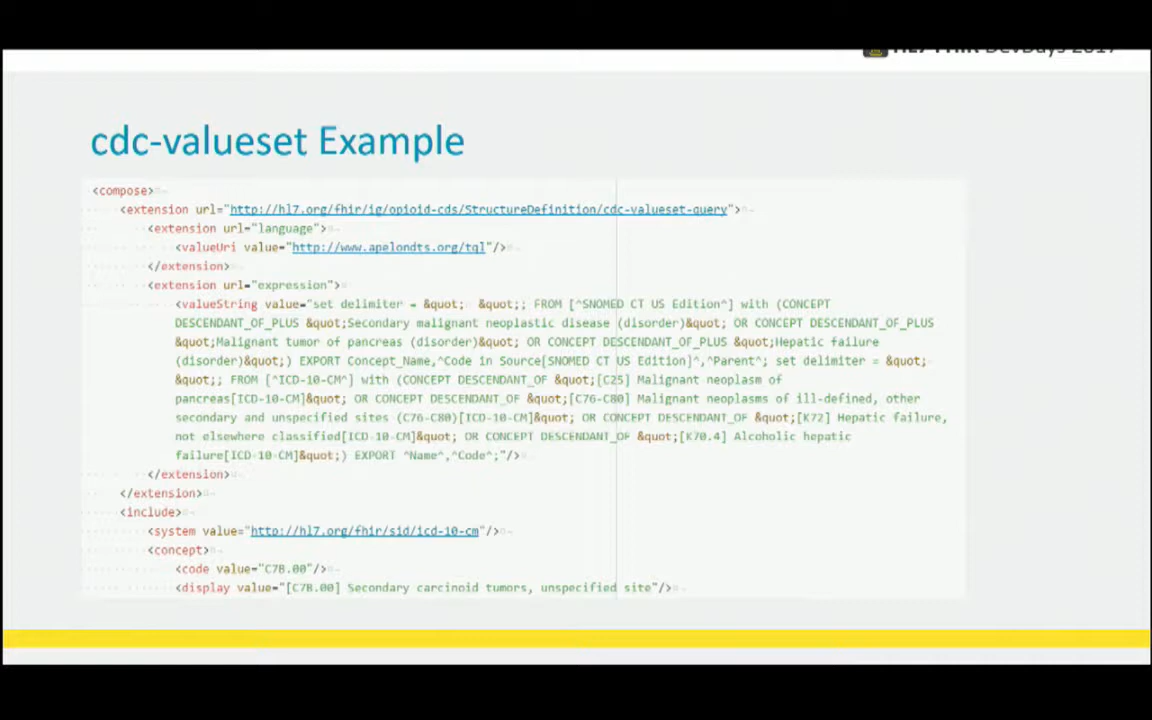 HL7 FHIR DevDays 2017
cdc-valueset Example
<compose>
<extension url="http://hl7.org/fhir/ig/opioid-cds/StructureDefinition/cdc-valueset-query">
<extension url="language">
<valueUri value="http://www.apelondts.org/tql"/>
</extension>
<extension url="expression">
<valueString value="set delimiter = &quot;  &quot;; FROM [^SNOMED CT US Edition^] with (CONCEPT
DESCENDANT_OF_PLUS &quot;Secondary malignant neoplastic disease (disorder)&quot; OR CONCEPT DESCENDANT_OF_PLUS
&quot;Malignant tumor of pancreas (disorder)&quot; OR CONCEPT DESCENDANT_OF_PLUS &quot;Hepatic failure
(disorder)&quot;) EXPORT Concept_Name,^Code in Source[SNOMED CT US Edition]^,^Parent^; set delimiter = &quot;
&quot;; FROM [^ICD-10-CM^] with (CONCEPT DESCENDANT_OF &quot;[C25] Malignant neoplasm of
pancreas[ICD-10-CM]&quot; OR CONCEPT DESCENDANT_OF &quot;[C76-C80] Malignant neoplasms of ill-defined, other
secondary and unspecified sites (C76-C80)[ICD-10-CM]&quot; OR CONCEPT DESCENDANT_OF &quot;[K72] Hepatic failure,
not elsewhere classified[ICD-10-CM]&quot; OR CONCEPT DESCENDANT_OF &quot;[K70.4] Alcoholic hepatic
failure[ICD-10-CM]&quot;) EXPORT ^Name^,^Code^;"/>
</extension>
</extension>
<include>
<system value="http://hl7.org/fhir/sid/icd-10-cm"/>
<concept>
<code value="C7B.00"/>
<display value="[C7B.00] Secondary carcinoid tumors, unspecified site"/>